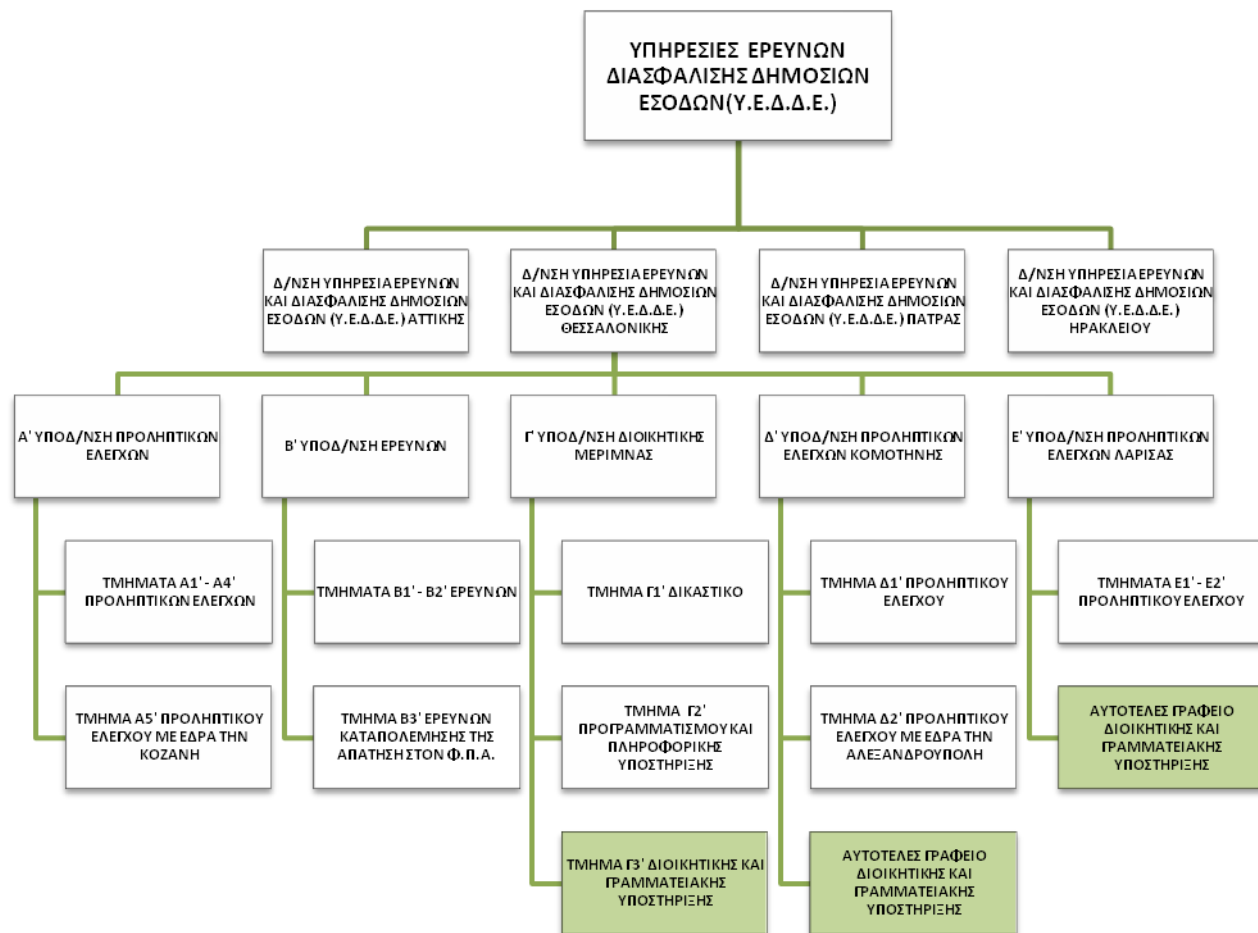 ΥΠΗΡΕΣΙΕΣ ΕΡΕΥΝΩΝ
ΔΙΑΣΦΑΛΙΣΗΣ ΔΗΜΟΣΙΩΝ
ΕΣΟΔΩΝ(Υ.Ε.Δ.Δ.Ε.)
Δ/ΝΣΗ ΥΠΗΡΕΣΙΑ ΕΡΕΥΝΩΝ
ΚΑΙ ΔΙΑΣΦΑΛΙΣΗΣ ΔΗΜΟΣΙΩΝ
ΕΣΟΔΩΝ (Υ.Ε.Δ.Δ.Ε.) ΑΤΤΙΚΗΣ
Δ/ΝΣΗ ΥΠΗΡΕΣΙΑ ΕΡΕΥΝΩΝ
ΚΑΙ ΔΙΑΣΦΑΛΙΣΗΣ ΔΗΜΟΣΙΩΝ
ΕΣΟΔΩΝ (Υ.Ε.Δ.Δ.Ε.)
ΘΕΣΣΑΛΟΝΙΚΗΣ
Δ/ΝΣΗ ΥΠΗΡΕΣΙΑ ΕΡΕΥΝΩΝ
ΚΑΙ ΔΙΑΣΦΑΛΙΣΗΣ ΔΗΜΟΣΙΩΝ
ΕΣΟΔΩΝ (Υ.Ε.Δ.Δ.Ε.) ΠΑΤΡΑΣ
Δ/ΝΣΗ ΥΠΗΡΕΣΙΑ ΕΡΕΥΝΩΝ
ΚΑΙ ΔΙΑΣΦΑΛΙΣΗΣ ΔΗΜΟΣΙΩΝ
ΕΣΟΔΩΝ (Υ.Ε.Δ.Δ.Ε.)
ΗΡΑΚΛΕΙΟΥ
Α' ΥΠΟΔ/ΝΣΗ ΠΡΟΛΗΠΤΙΚΩΝ
ΕΛΕΓΧΩΝ
Β' ΥΠΟΔ/ΝΣΗ ΕΡΕΥΝΩΝ
Γ' ΥΠΟΔ/ΝΣΗ ΔΙΟΙΚΗΤΙΚΗΣ
ΜΕΡΙΜΝΑΣ
Δ' ΥΠΟΔ/ΝΣΗ ΠΡΟΛΗΠΤΙΚΩΝ
ΕΛΕΓΧΩΝ ΚΟΜΟΤΗΝΗΣ
Ε' ΥΠΟΔ/ΝΣΗ ΠΡΟΛΗΠΤΙΚΩΝ
ΕΛΕΓΧΩΝ ΛΑΡΙΣΑΣ
ΤΜΗΜΑΤΑ Α1' - Α4'
ΠΡΟΛΗΠΤΙΚΩΝ ΕΛΕΓΧΩΝ
ΤΜΗΜΑΤΑ Β1' - Β2' ΕΡΕΥΝΩΝ
ΤΜΗΜΑ Γ1' ΔΙΚΑΣΤΙΚΟ
ΤΜΗΜΑ Δ1' ΠΡΟΛΗΠΤΙΚΟΥ
ΕΛΕΓΧΟΥ
ΤΜΗΜΑΤΑ Ε1' - Ε2'
ΠΡΟΛΗΠΤΙΚΟΥ ΕΛΕΓΧΟΥ
ΤΜΗΜΑ Α5' ΠΡΟΛΗΠΤΙΚΟΥ
ΕΛΕΓΧΟΥ ΜΕ ΕΔΡΑ ΤΗΝ
ΚΟΖΑΝΗ
ΤΜΗΜΑ Β3' ΕΡΕΥΝΩΝ
ΚΑΤΑΠΟΛΕΜΗΣΗΣ ΤΗΣ
ΑΠΑΤΗΣΗ ΣΤΟΝ Φ.Π.Α.
ΤΜΗΜΑ Γ2'
ΠΡΟΓΡΑΜΜΑΤΙΣΜΟΥ ΚΑΙ
ΠΛΗΡΟΦΟΡΙΚΗΣ
ΥΠΟΣΤΗΡΙΞΗΣ
ΤΜΗΜΑ Δ2' ΠΡΟΛΗΠΤΙΚΟΥ
ΕΛΕΓΧΟΥ ΜΕ ΕΔΡΑ ΤΗΝ
ΑΛΕΞΑΝΔΡΟΥΠΟΛΗ
ΑΥΤΟΤΕΛΕΣ ΓΡΑΦΕΙΟ
ΔΙΟΙΚΗΤΙΚΗΣ ΚΑΙ
ΓΡΑΜΜΑΤΕΙΑΚΗΣ
ΥΠΟΣΤΗΡΙΞΗΣ
ΤΜΗΜΑ Γ3' ΔΙΟΙΚΗΤΙΚΗΣ ΚΑΙ
ΓΡΑΜΜΑΤΕΙΑΚΗΣ
ΥΠΟΣΤΗΡΙΞΗΣ
ΑΥΤΟΤΕΛΕΣ ΓΡΑΦΕΙΟ
ΔΙΟΙΚΗΤΙΚΗΣ ΚΑΙ
ΓΡΑΜΜΑΤΕΙΑΚΗΣ
ΥΠΟΣΤΗΡΙΞΗΣ